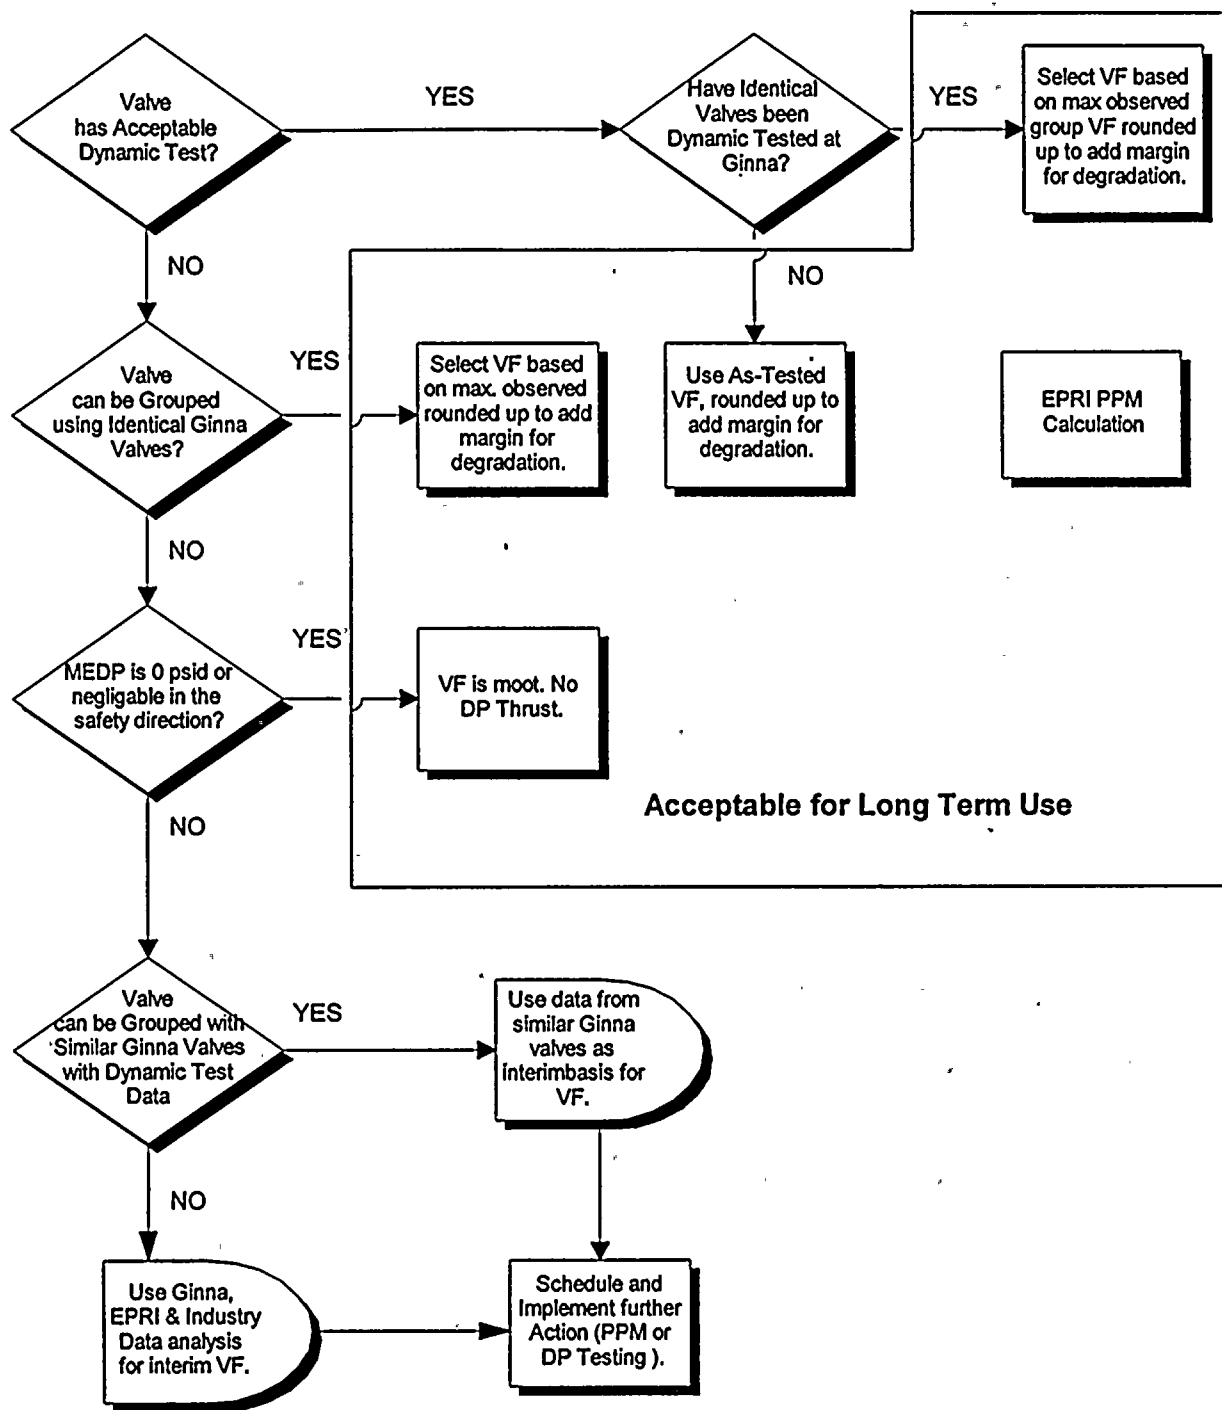 Valve
has Acceptable
Dynamic Test?
YES
Have Identical
Valves been
Dynamic Tested at
Ginna?
YES
Select VF based
on max observed
group VF rounded
up to add margin
for degradation.
NO
NO
Valve
can be Grouped
using Identical Ginna
Valves?
YES
Select VF based
on max. observed
rounded up to add
margin for
degradation.
Use As-Tested
VF, rounded up to
add margin for
degradation.
EPRI PPM
Calculation
NO
MEDP is 0 psid or
negligable in the
safety direction?
YES
VF is moot. No
DP Thrust.
Acceptable for Long Term Use
NO
Valve
can be Grouped with
Similar Ginna Valves
with Dynamic Test
Data
YES
Use data from
similar Ginna
valves as
interimbasis for
VF.
NO
Use Ginna,
EPRI & Industry
Data analysis
for interim VF.
Schedule and
Implement further
Action (PPM or
DP Testing ).